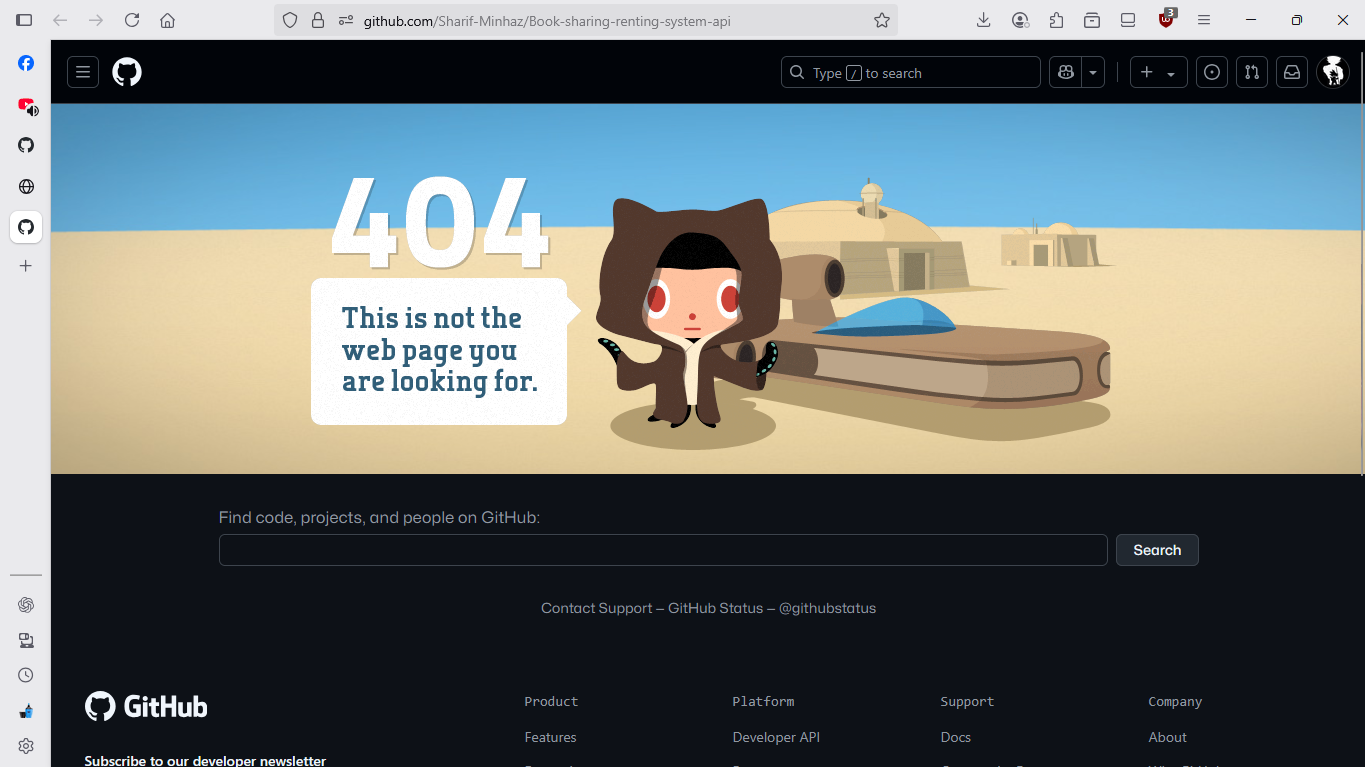 github.com/Sharif-Minhaz/Book-sharing-renting-system-api
3
Type / to search
404
This is not the
web page you
are looking for.
Find code, projects, and people on GitHub:
Search
Contact Support — GitHub Status — @githubstatus
GitHub
Product
Platform
Support
Company
Features
Developer API
Docs
About
Subscribe to our developer newsletter